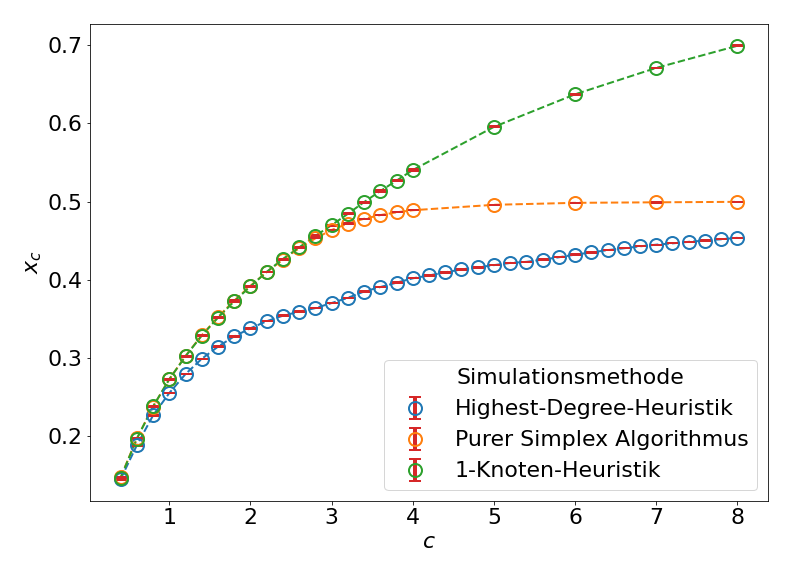 0.7
0.6
0.5
0.4
0.3
0.2
x_c
1 2 3 4 5 6 7 8
c
Simulationsmethode
Highest-Degree-Heuristik
Purer Simplex Algorithmus
1-Knoten-Heuristik